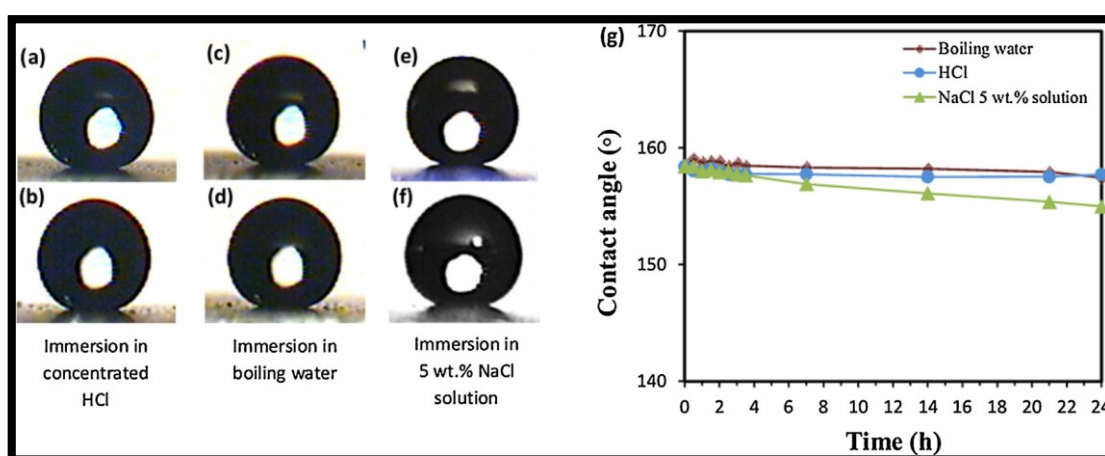 (a)
(c)
(e)
(b)
(d)
(f)
Immersion in
concentrated
HCl
Immersion in
boiling water
Immersion in
5 wt.% NaCl
solution
(g)
170
160
150
140
Contact angle (°)
Boiling water
HCl
NaCl 5 wt.% solution
0 2 4 6 8 10 12 14 16 18 20 22 24
Time (h)